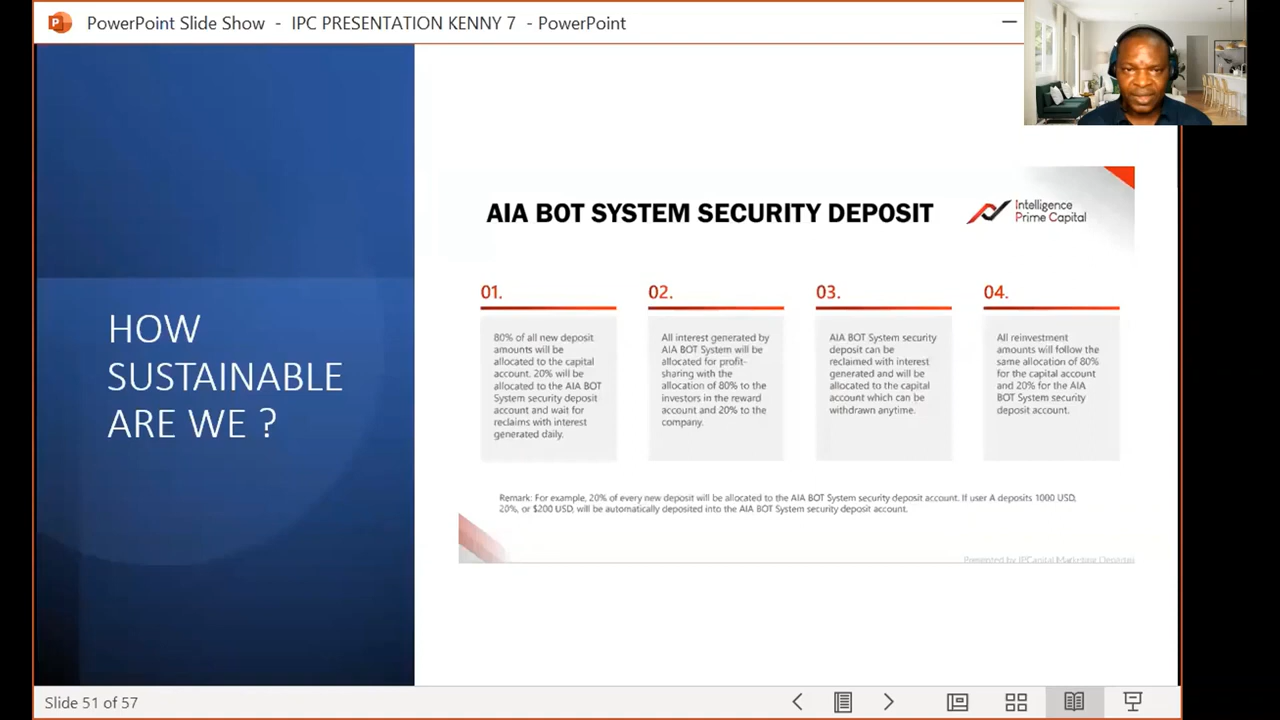 PowerPoint Slide Show - IPC PRESENTATION KENNY 7 - PowerPoint
HOW
SUSTAINABLE
ARE WE ?
AIA BOT SYSTEM SECURITY DEPOSIT
Intelligence
Prime Capital
01.
80% of all new deposit
amounts will be
allocated to the capital
account. 20% will be
allocated to the AIA BOT
System security deposit
account and wait for
reclaims with interest
generated daily.
02.
All interest generated by
AIA BOT System will be
allocated for profit-
sharing with the
allocation of 80% to the
investors in the reward
account and 20% to the
company.
03.
AIA BOT System security
deposit can be
reclaimed with interest
generated and will be
allocated to the capital
account which can be
withdrawn anytime.
04.
All reinvestment
amounts will follow the
same allocation of 80%
for the capital account
and 20% for the AIA
BOT System security
deposit account.
Remark: For example, 20% of every new deposit will be allocated to the AIA BOT System security deposit account. If user A deposits 1000 USD,
20%, or $200 USD, will be automatically deposited into the AIA BOT System security deposit account.
Presented by IPCapital Marketing
Slide 51 of 57